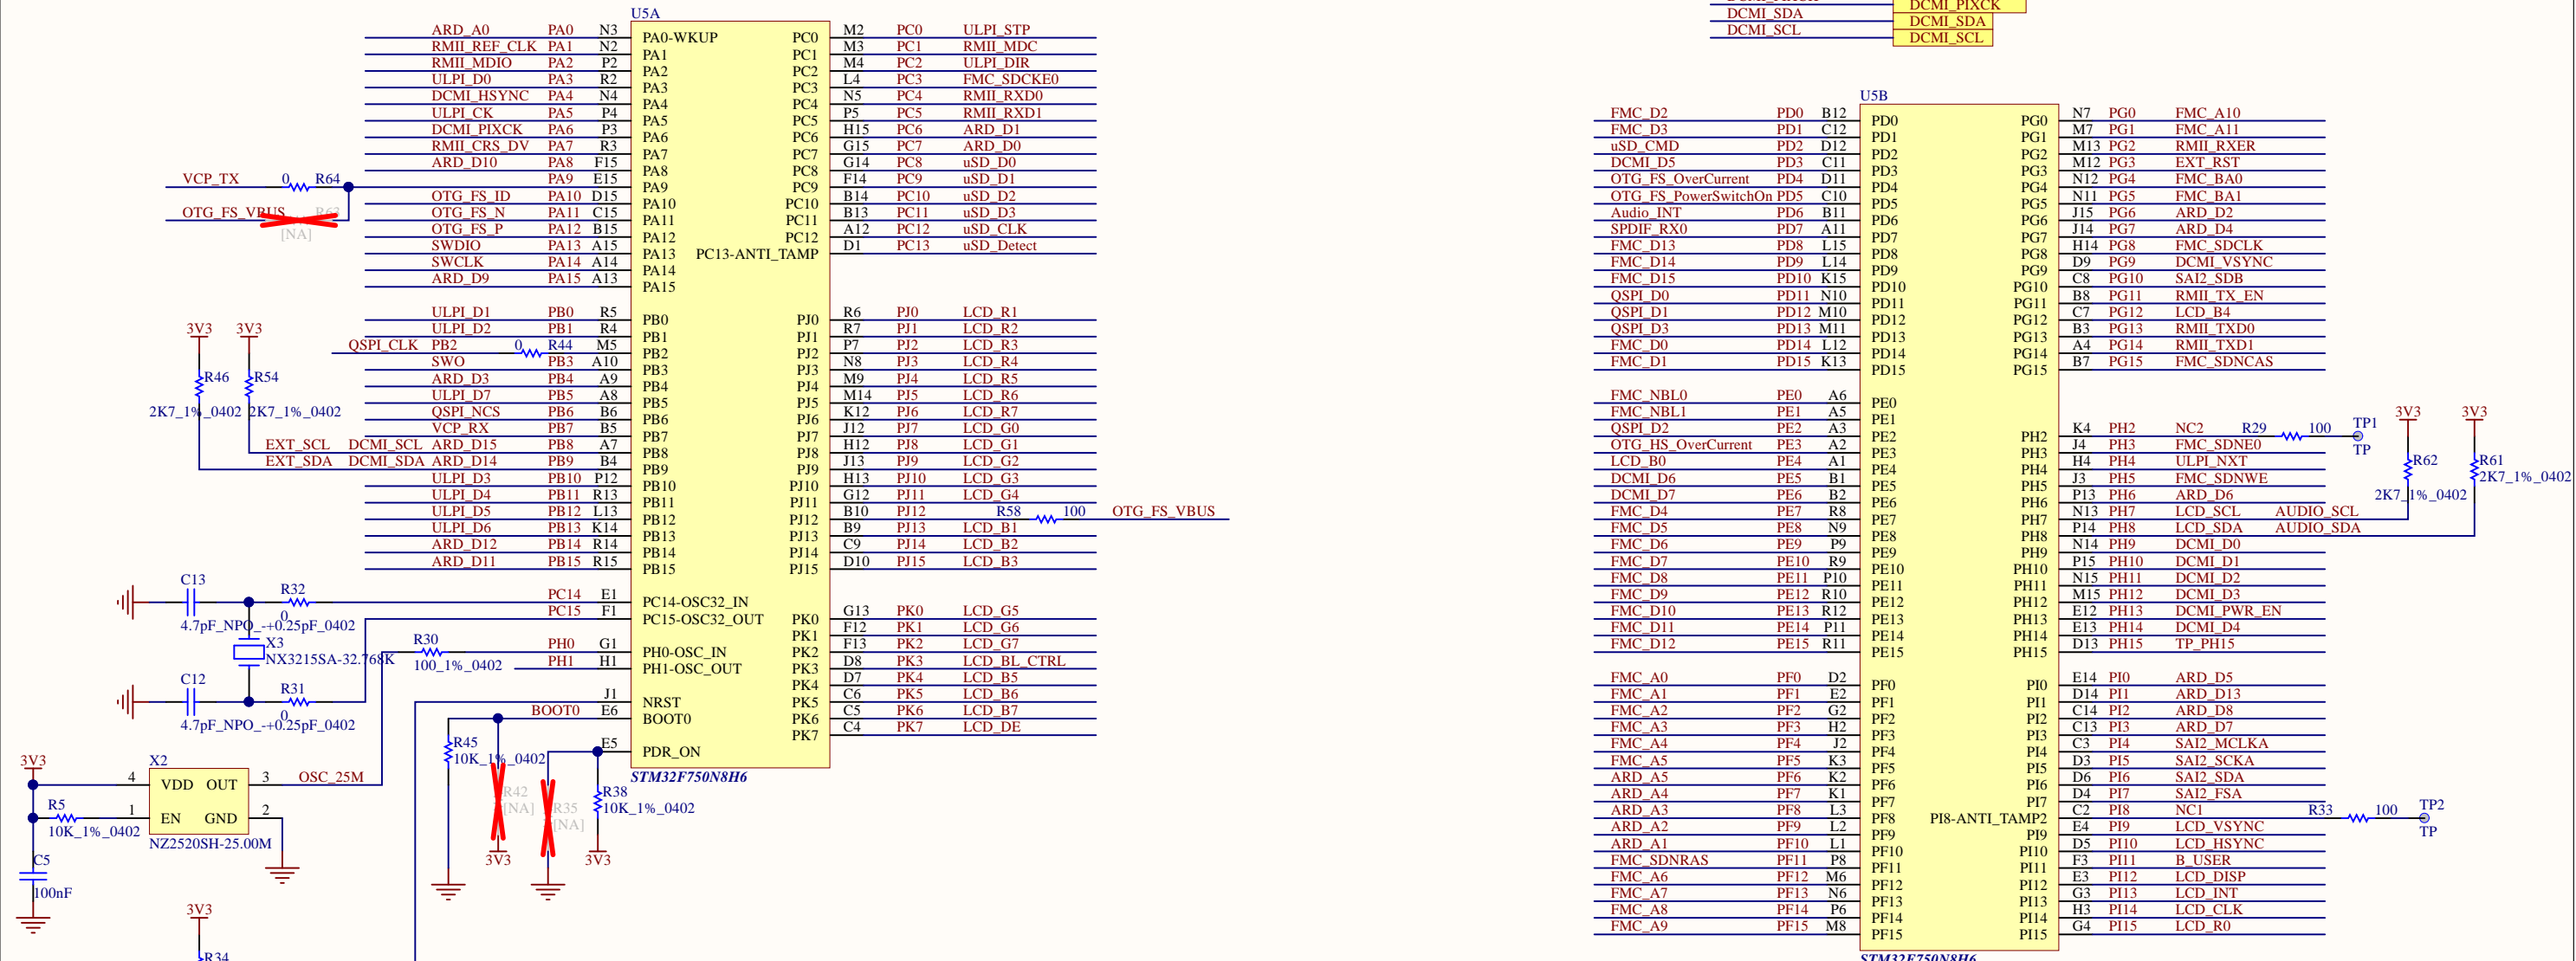 U5A
ARD_A0 PA0 N3 PA0-WKUP PC0 M2 PC0 ULPI_STP
RMII_REF_CLK PA1 N2 PA1 PC1 M3 PC1 RMII_MDC
RMII_MDIO PA2 P2 PA2 PC2 M4 PC2 ULPI_DIR
ULPI_D0 PA3 R2 PA3 PC3 L4 PC3 FMC_SDCKE0
DCMI_HSYNC PA4 N4 PA4 PC4 N5 PC4 RMII_RXD0
ULPI_CK PA5 P4 PA5 PC5 P5 PC5 RMII_RXD1
DCMI_PIXCK PA6 P3 PA6 PC6 H15 PC6 ARD_D1
RMII_CRS_DV PA7 R3 PA7 PC7 G15 PC7 ARD_D0
ARD_D10 PA8 F15 PA8 PC8 G14 PC8 uSD_D0
VCP_TX 0 R64 PA9 E15 PA9 PC9 F14 PC9 uSD_D1
OTG_FS_ID PA10 D15 PA10 PC10 B14 PC10 uSD_D2
OTG_FS_VBUS R63 OTG_FS_N PA11 C15 PA11 PC11 B13 PC11 uSD_D3
[NA] OTG_FS_P PA12 B15 PA12 PC12 A12 PC12 uSD_CLK
SWDIO PA13 A15 PA13 PC13-ANTI_TAMP D1 PC13 uSD_Detect
SWCLK PA14 A14 PA14
ARD_D9 PA15 A13 PA15
ULPI_D1 PB0 R5 PB0 PJ0 R6 PJ0 LCD_R1
3V3 3V3 ULPI_D2 PB1 R4 PB1 PJ1 R7 PJ1 LCD_R2
QSPI_CLK PB2 0 R44 M5 PB2 PJ2 P7 PJ2 LCD_R3
SWO PB3 A10 PB3 PJ3 N8 PJ3 LCD_R4
R46 R54 ARD_D3 PB4 A9 PB4 PJ4 M9 PJ4 LCD_R5
ULPI_D7 PB5 A8 PB5 PJ5 M14 PJ5 LCD_R6
2K7_1%_0402 2K7_1%_0402 QSPI_NCS PB6 B6 PB6 PJ6 K12 PJ6 LCD_R7
VCP_RX PB7 B5 PB7 PJ7 J12 PJ7 LCD_G0
EXT_SCL DCMI_SCL ARD_D15 PB8 A7 PB8 PJ8 H12 PJ8 LCD_G1
EXT_SDA DCMI_SDA ARD_D14 PB9 B4 PB9 PJ9 J13 PJ9 LCD_G2
ULPI_D3 PB10 P12 PB10 PJ10 H13 PJ10 LCD_G3
ULPI_D4 PB11 R13 PB11 PJ11 G12 PJ11 LCD_G4
ULPI_D5 PB12 L13 PB12 PJ12 B10 PJ12 R58 100 OTG_FS_VBUS
ULPI_D6 PB13 K14 PB13 PJ13 B9 PJ13 LCD_B1
ARD_D12 PB14 R14 PB14 PJ14 C9 PJ14 LCD_B2
ARD_D11 PB15 R15 PB15 PJ15 D10 PJ15 LCD_B3
C13 R32 PC14 E1 PC14-OSC32_IN
0
4.7pF_NPO_-+0.25pF_0402 PC15 F1 PC15-OSC32_OUT PK0 G13 PK0 LCD_G5
PK1 F12 PK1 LCD_G6
X3 R30 PH0 G1 PH0-OSC_IN PK2 F13 PK2 LCD_G7
NX3215SA-32.768K 100_1%_0402 PH1 H1 PH1-OSC_OUT PK3 D8 PK3 LCD_BL_CTRL
C12 R31 PK4 D7 PK4 LCD_B5
J1 NRST PK5 C6 PK5 LCD_B6
0
4.7pF_NPO_-+0.25pF_0402 BOOT0 E6 BOOT0 PK6 C5 PK6 LCD_B7
PK7 C4 PK7 LCD_DE
R45 10K_1%_0402 E5 PDR_ON
STM32F750N8H6
3V3 X2
4 VDD OUT 3 OSC_25M
R42 [NA] R35 [NA] R38 10K_1%_0402
R5 1 EN GND 2
10K_1%_0402 NZ2520SH-25.00M
3V3 3V3
C5
100nF
3V3
R34
DCMI_PIXCK
DCMI_SDA DCMI_SDA
DCMI_SCL DCMI_SCL
U5B
FMC_D2 PD0 B12 PD0 PG0 N7 PG0 FMC_A10
FMC_D3 PD1 C12 PD1 PG1 M7 PG1 FMC_A11
uSD_CMD PD2 D12 PD2 PG2 M13 PG2 RMII_RXER
DCMI_D5 PD3 C11 PD3 PG3 M12 PG3 EXT_RST
OTG_FS_OverCurrent PD4 D11 PD4 PG4 N12 PG4 FMC_BA0
OTG_FS_PowerSwitchOn PD5 C10 PD5 PG5 N11 PG5 FMC_BA1
Audio_INT PD6 B11 PD6 PG6 J15 PG6 ARD_D2
SPDIF_RX0 PD7 A11 PD7 PG7 J14 PG7 ARD_D4
FMC_D13 PD8 L15 PD8 PG8 H14 PG8 FMC_SDCLK
FMC_D14 PD9 L14 PD9 PG9 D9 PG9 DCMI_VSYNC
FMC_D15 PD10 K15 PD10 PG10 C8 PG10 SAI2_SDB
QSPI_D0 PD11 N10 PD11 PG11 B8 PG11 RMII_TX_EN
QSPI_D1 PD12 M10 PD12 PG12 C7 PG12 LCD_B4
QSPI_D3 PD13 M11 PD13 PG13 B3 PG13 RMII_TXD0
FMC_D0 PD14 L12 PD14 PG14 A4 PG14 RMII_TXD1
FMC_D1 PD15 K13 PD15 PG15 B7 PG15 FMC_SDNCAS
FMC_NBL0 PE0 A6 PE0
FMC_NBL1 PE1 A5 PE1 3V3 3V3
QSPI_D2 PE2 A3 PE2 PH2 K4 PH2 NC2 R29 100 TP1
OTG_HS_OverCurrent PE3 A2 PE3 PH3 J4 PH3 FMC_SDNE0 TP
LCD_B0 PE4 A1 PE4 PH4 H4 PH4 ULPI_NXT R62 R61
DCMI_D6 PE5 B1 PE5 PH5 J3 PH5 FMC_SDNWE 2K7_1%_0402
DCMI_D7 PE6 B2 PE6 PH6 P13 PH6 ARD_D6 2K7_1%_0402
FMC_D4 PE7 R8 PE7 PH7 N13 PH7 LCD_SCL AUDIO_SCL
FMC_D5 PE8 N9 PE8 PH8 P14 PH8 LCD_SDA AUDIO_SDA
FMC_D6 PE9 P9 PE9 PH9 N14 PH9 DCMI_D0
FMC_D7 PE10 R9 PE10 PH10 P15 PH10 DCMI_D1
FMC_D8 PE11 P10 PE11 PH11 N15 PH11 DCMI_D2
FMC_D9 PE12 R10 PE12 PH12 M15 PH12 DCMI_D3
FMC_D10 PE13 R12 PE13 PH13 E12 PH13 DCMI_PWR_EN
FMC_D11 PE14 P11 PE14 PH14 E13 PH14 DCMI_D4
FMC_D12 PE15 R11 PE15 PH15 D13 PH15 TP_PH15
FMC_A0 PF0 D2 PF0 PI0 E14 PI0 ARD_D5
FMC_A1 PF1 E2 PF1 PI1 D14 PI1 ARD_D13
FMC_A2 PF2 G2 PF2 PI2 C14 PI2 ARD_D8
FMC_A3 PF3 H2 PF3 PI3 C13 PI3 ARD_D7
FMC_A4 PF4 J2 PF4 PI4 C3 PI4 SAI2_MCLKA
FMC_A5 PF5 K3 PF5 PI5 D3 PI5 SAI2_SCKA
ARD_A5 PF6 K2 PF6 PI6 D6 PI6 SAI2_SDA
ARD_A4 PF7 K1 PF7 PI7 D4 PI7 SAI2_FSA
ARD_A3 PF8 L3 PF8 PI8-ANTI_TAMP2 C2 PI8 NC1 R33 100 TP2
ARD_A2 PF9 L2 PF9 PI9 E4 PI9 LCD_VSYNC TP
ARD_A1 PF10 L1 PF10 PI10 D5 PI10 LCD_HSYNC
FMC_SDNRAS PF11 P8 PF11 PI11 F3 PI11 B_USER
FMC_A6 PF12 M6 PF12 PI12 E3 PI12 LCD_DISP
FMC_A7 PF13 N6 PF13 PI13 G3 PI13 LCD_INT
FMC_A8 PF14 P6 PF14 PI14 H3 PI14 LCD_CLK
FMC_A9 PF15 M8 PF15 PI15 G4 PI15 LCD_R0
STM32F750N8H6